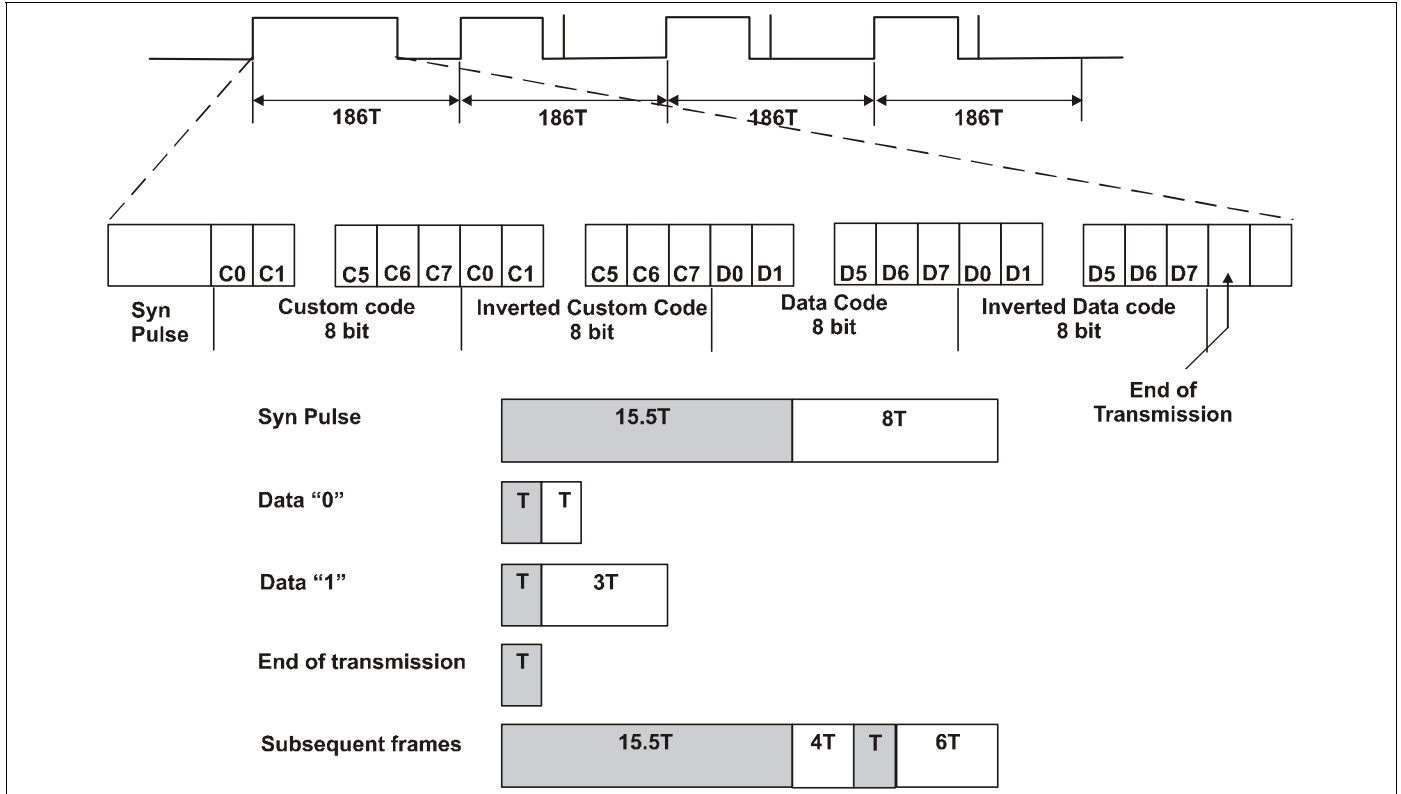 186T 186T 186T 186T
C0 C1 C5 C6 C7 C0 C1 C5 C6 C7 D0 D1 D5 D6 D7 D0 D1 D5 D6 D7
Syn
Pulse
Custom code
8 bit
Inverted Custom Code
8 bit
Data Code
8 bit
Inverted Data code
8 bit
End of
Transmission
Syn Pulse 15.5T 8T
Data “0” T T
Data “1” T 3T
End of transmission T
Subsequent frames 15.5T 4T T 6T